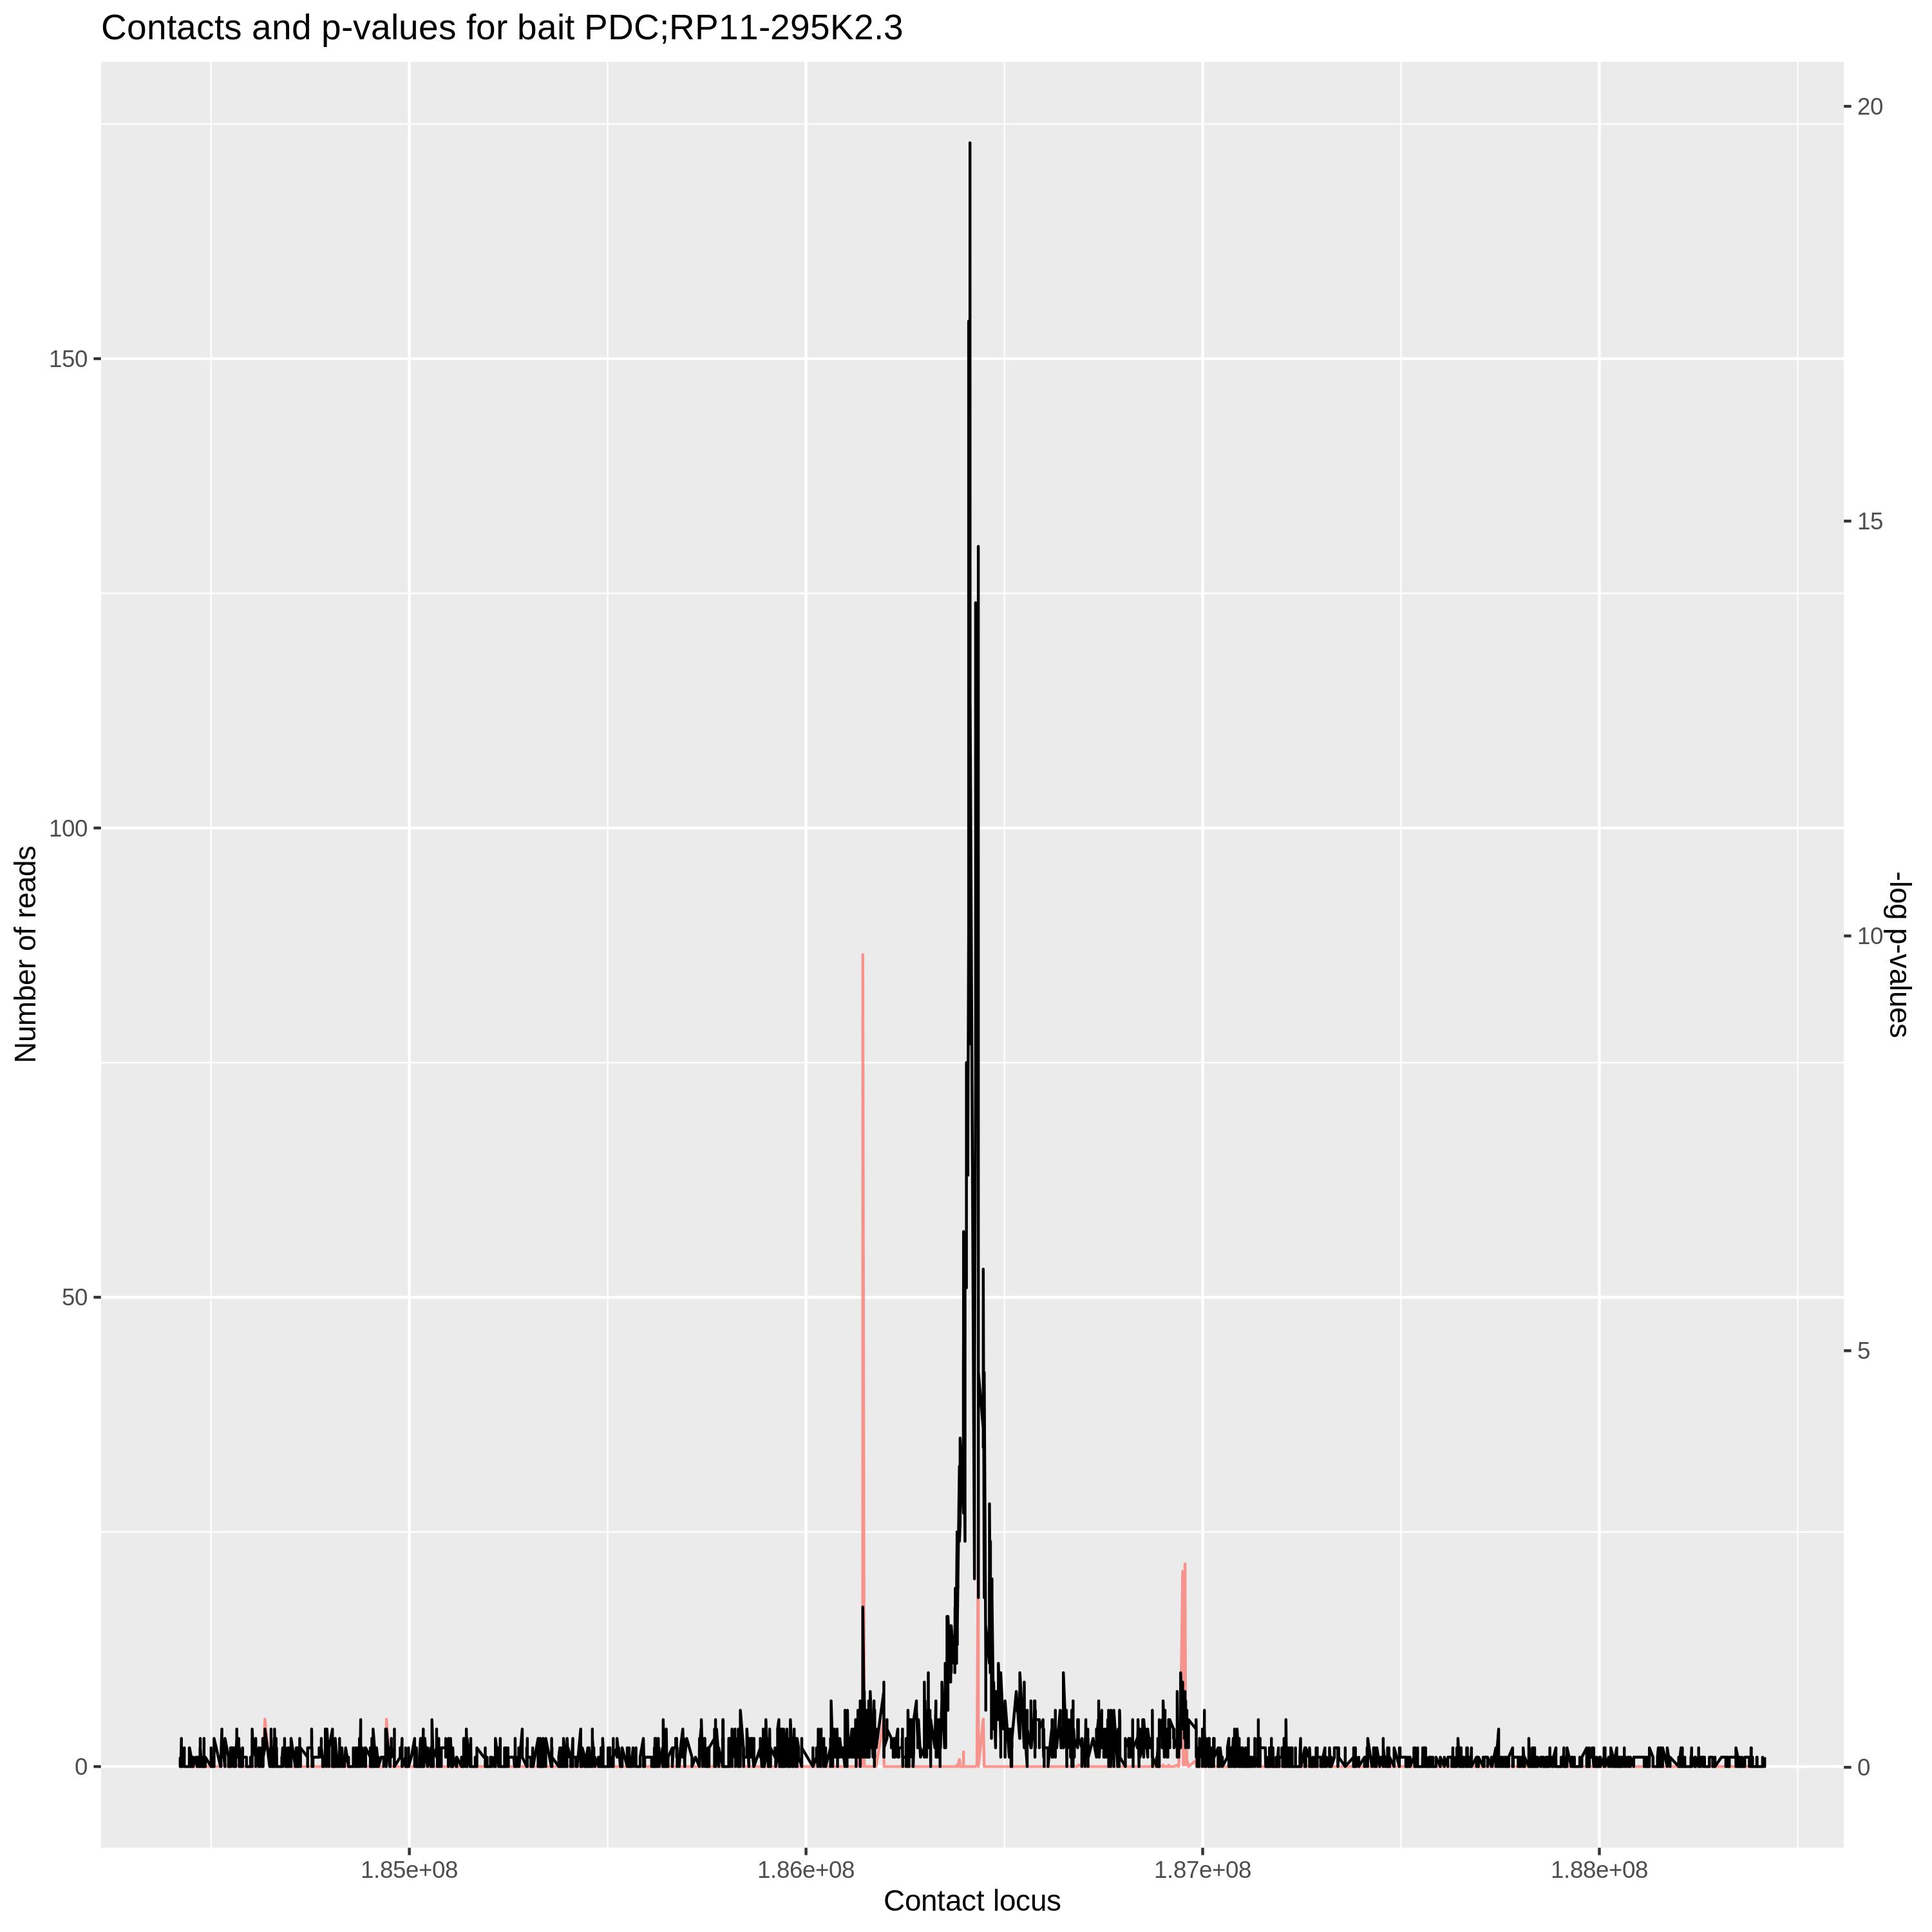 Contacts and p-values for bait PDC;RP11-295K2.3
20
150
15
100
Number of reads
-log p-values
10
50
5
0
0
1.85e+08
1.86e+08
1.87e+08
1.88e+08
Contact locus